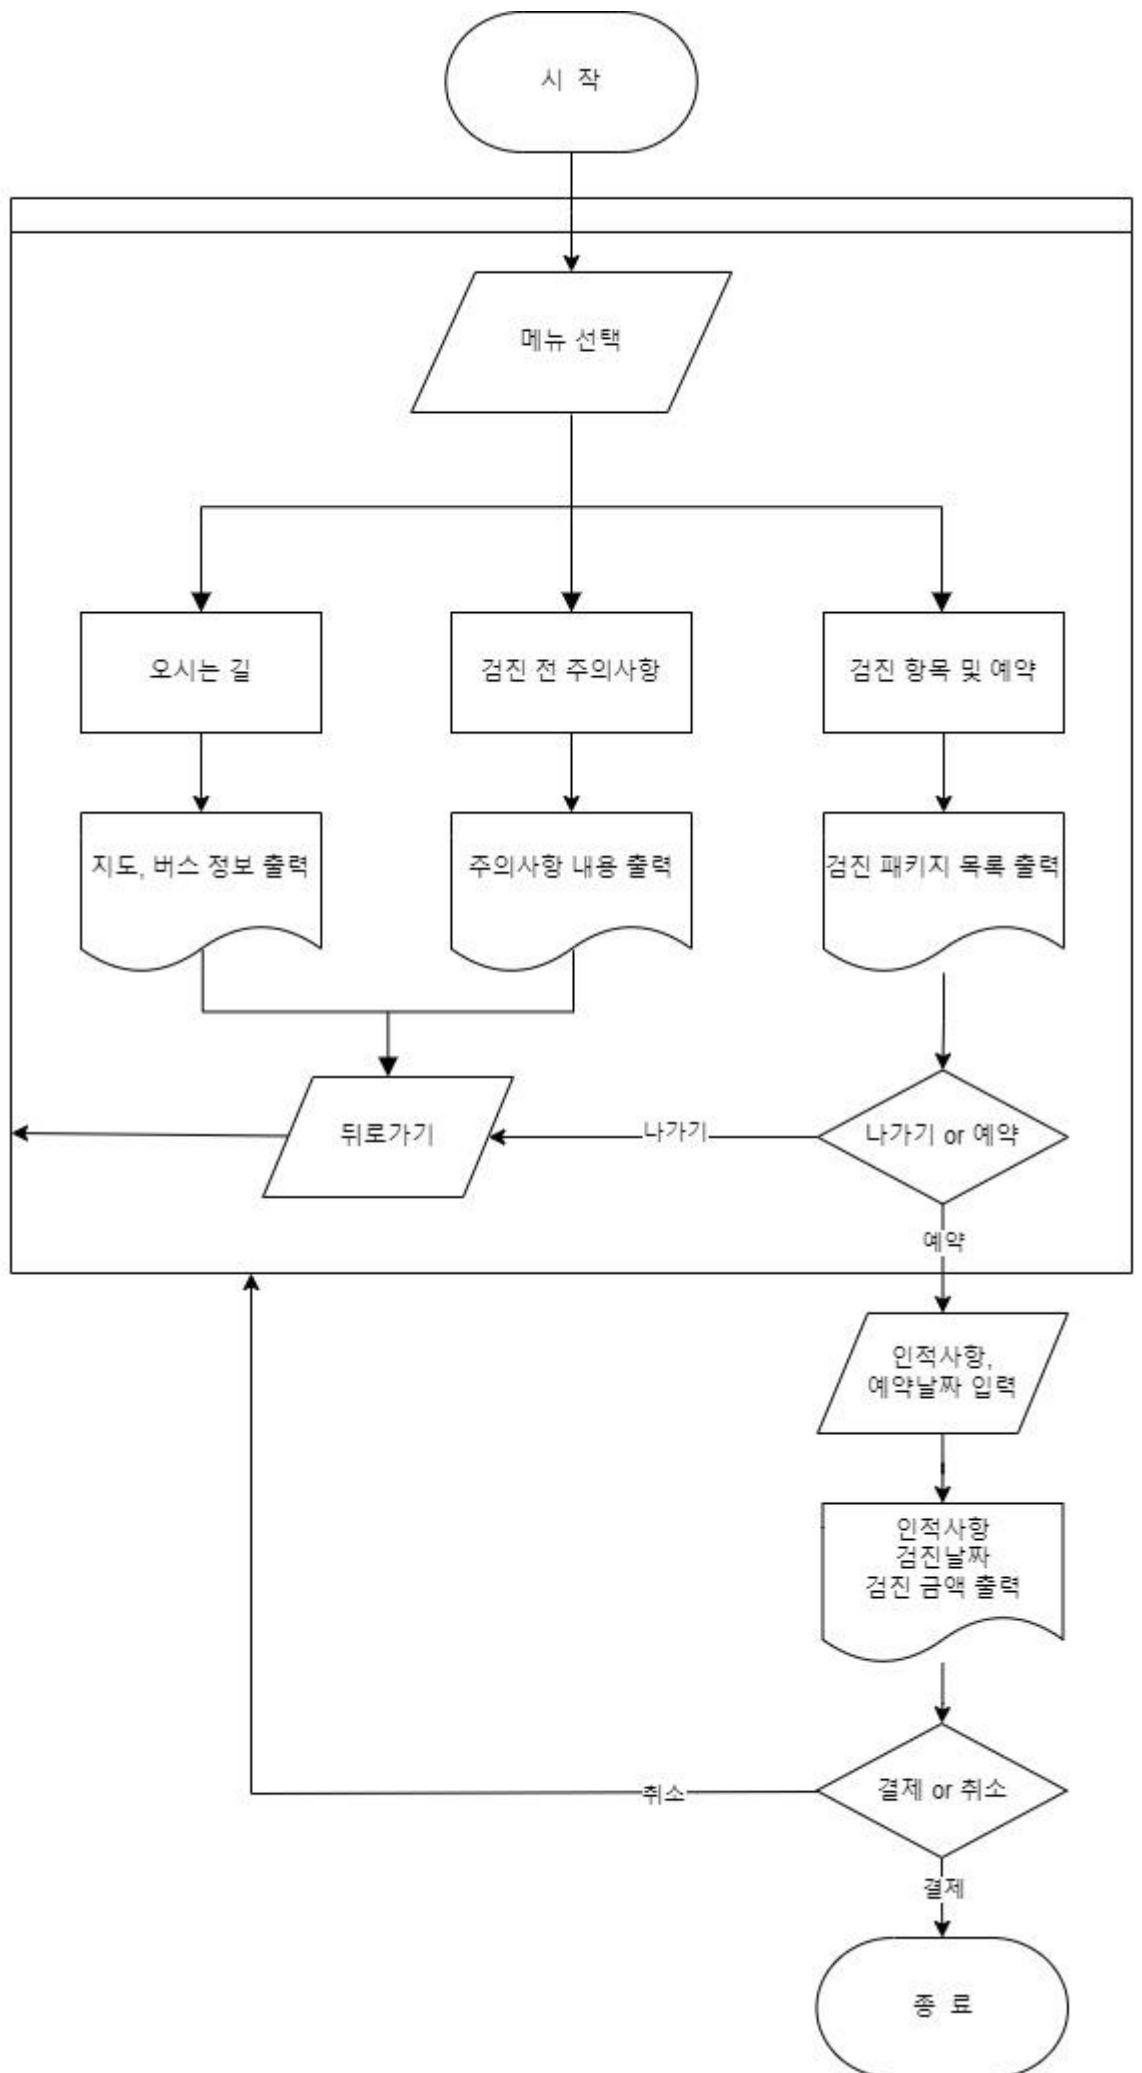 시 작
메뉴 선택
오시는 길
검진 전 주의사항
검진 항목 및 예약
지도, 버스 정보 출력
주의사항 내용 출력
검진 패키지 목록 출력
뒤로가기
나가기
나가기 or 예약
예약
인적사항,
예약날짜 입력
인적사항
검진날짜
검진 금액 출력
취소
결제 or 취소
결제
종 료